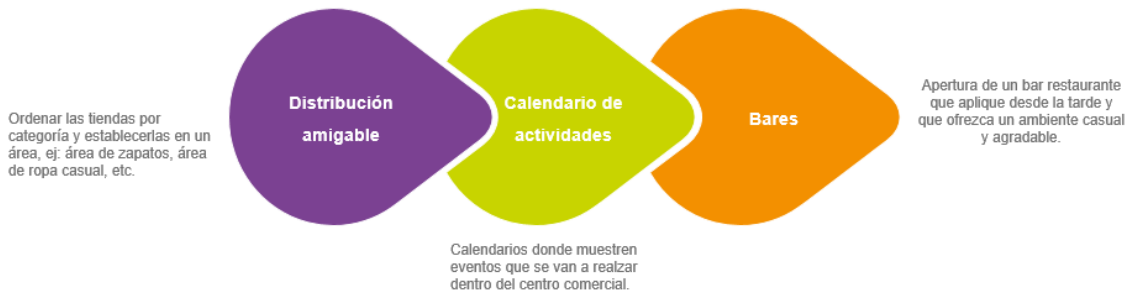 Distribución
amigable
Ordenar las tiendas por
categoría y establecerlas en un
área, ej: área de zapatos, área
de ropa casual, etc.
Calendario de
actividades
Calendarios donde muestren
eventos que se van a realzar
dentro del centro comercial.
Bares
Apertura de un bar restaurante
que aplique desde la tarde y
que ofrezca un ambiente casual
y agradable.